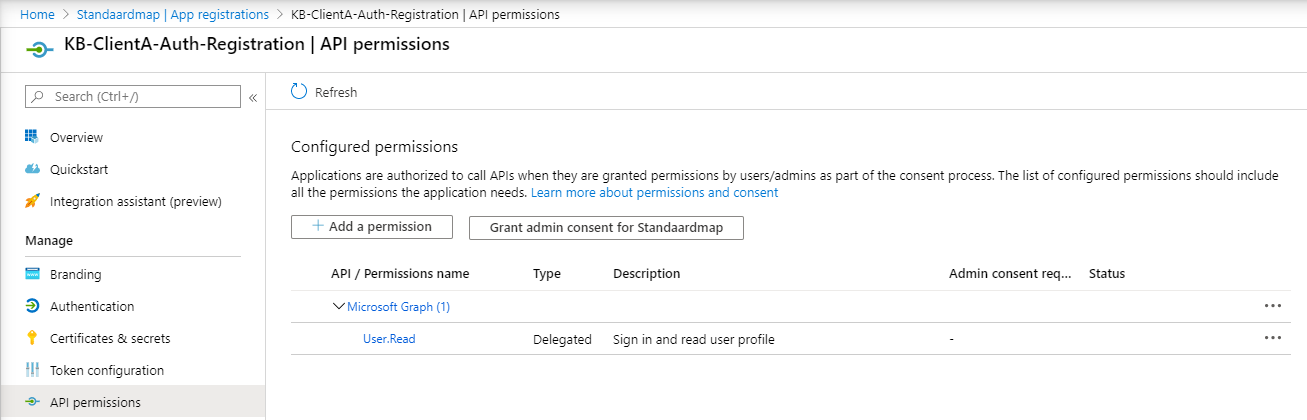 Home > Standaardmap | App registrations > KB-ClientA-Auth-Registration | API permissions
KB-ClientA-Auth-Registration | API permissions
Search (Ctrl+/) «
Overview
Quickstart
Integration assistant (preview)
Manage
Branding
Authentication
Certificates & secrets
Token configuration
API permissions
Refresh
Configured permissions
Applications are authorized to call APIs when they are granted permissions by users/admins as part of the consent process. The list of configured permissions should include
all the permissions the application needs. Learn more about permissions and consent
+ Add a permission Grant admin consent for Standaardmap
API / Permissions name Type Description Admin consent req... Status
Microsoft Graph (1) ...
User.Read Delegated Sign in and read user profile - ...